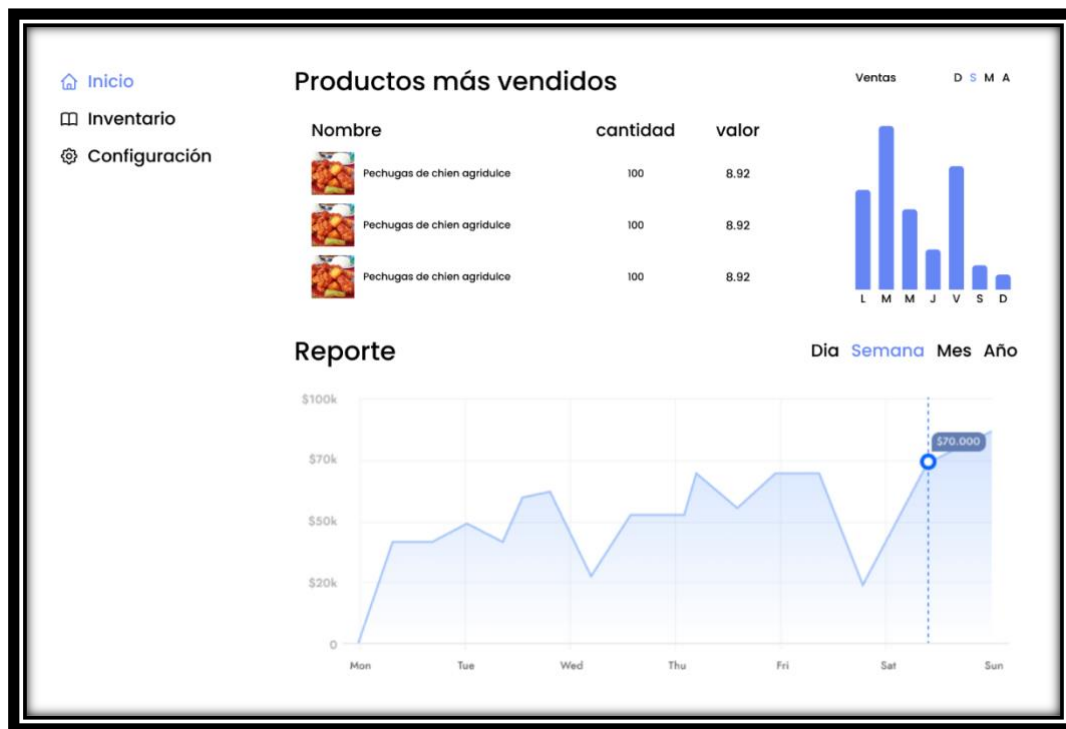 Inicio
Inventario
Configuración
Productos más vendidos
Nombre cantidad valor
Pechugas de chien agridulce 100 8.92
Pechugas de chien agridulce 100 8.92
Pechugas de chien agridulce 100 8.92
Ventas D S M A
L M M J V S D
Reporte
Dia Semana Mes Año
$100k
$70k
$50k
$20k
0
$70.000
Mon Tue Wed Thu Fri Sat Sun